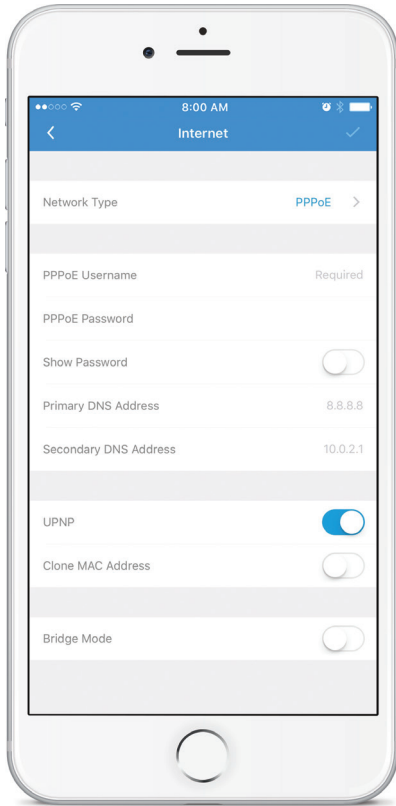 8:00 AM
Internet
Network Type PPPoE
PPPoE Username Required
PPPoE Password
Show Password
Primary DNS Address 8.8.8.8
Secondary DNS Address 10.0.2.1
UPNP
Clone MAC Address
Bridge Mode